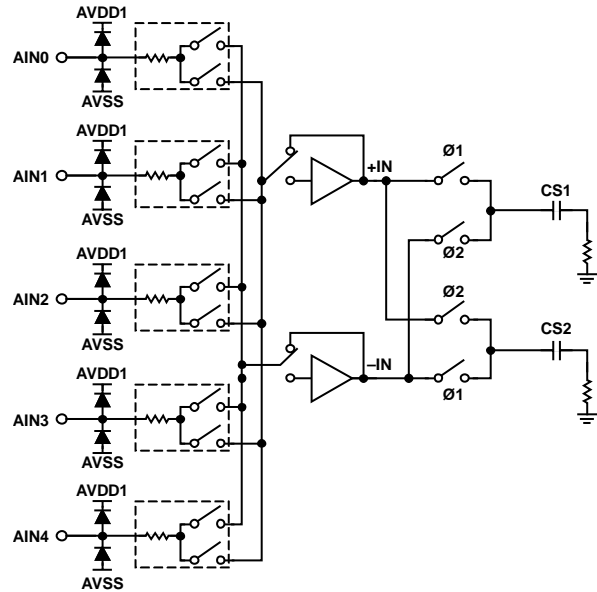 AVDD1
AIN0
AVSS
AVDD1
AIN1
AVSS
AVDD1
AIN2
AVSS
AVDD1
AIN3
AVSS
AVDD1
AIN4
AVSS
+IN
–IN
Ø1
Ø2
Ø2
Ø1
CS1
CS2